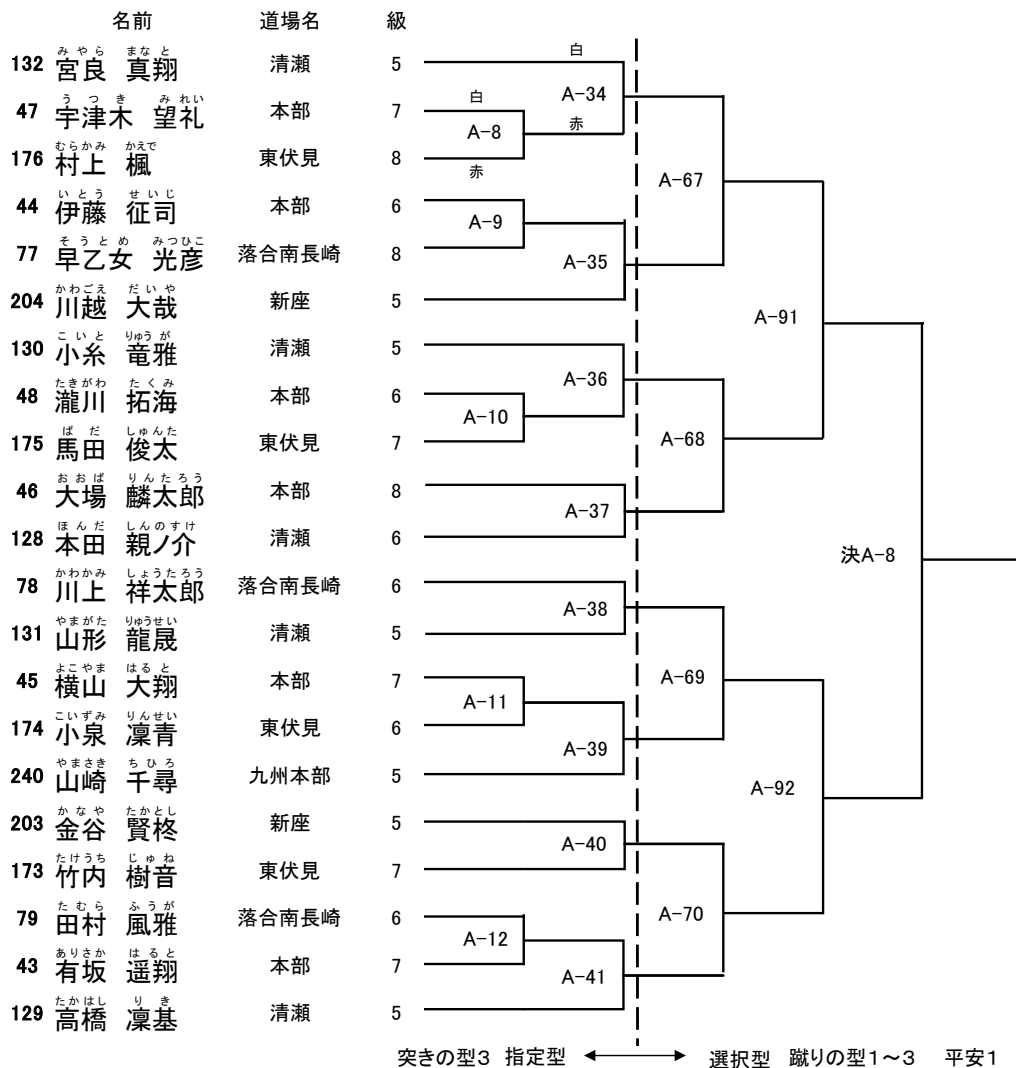 名前 道場名 級
みやら まなと
132 宮良 真翔 清瀬 5
うつき みれい
47 宇津木 望礼 本部 7
むらかみ かえで
176 村上 楓 東伏見 8
いとう せいじ
44 伊藤 征司 本部 6
そうとめ みつひこ
77 早乙女 光彦 落合南長崎 8
かわごえ だいや
204 川越 大哉 新座 5
こいと りゅうが
130 小糸 竜雅 清瀬 5
たきがわ たくみ
48 瀧川 拓海 本部 6
ばだ しゅんた
175 馬田 俊太 東伏見 7
おおば りんたろう
46 大場 麟太郎 本部 8
ほんだ しんのすけ
128 本田 親ノ介 清瀬 6
かわかみ しょうたろう
78 川上 祥太郎 落合南長崎 6
やまがた りゅうせい
131 山形 龍晟 清瀬 5
よこやま はると
45 横山 大翔 本部 7
こいずみ りんせい
174 小泉 凜青 東伏見 6
やまさき ちひろ
240 山崎 千尋 九州本部 5
かなや たかとし
203 金谷 賢柊 新座 5
たけうち じゅね
173 竹内 樹音 東伏見 7
たむら ふうが
79 田村 風雅 落合南長崎 6
ありさか はると
43 有坂 遥翔 本部 7
たかはし りき
129 高橋 凜基 清瀬 5
白
A-34
白
A-8
赤
赤
A-67
A-9
A-35
A-91
A-36
A-10
A-68
A-37
決A-8
A-38
A-69
A-11
A-39
A-92
A-40
A-70
A-12
A-41
突きの型3 指定型 選択型 蹴りの型1～3 平安1